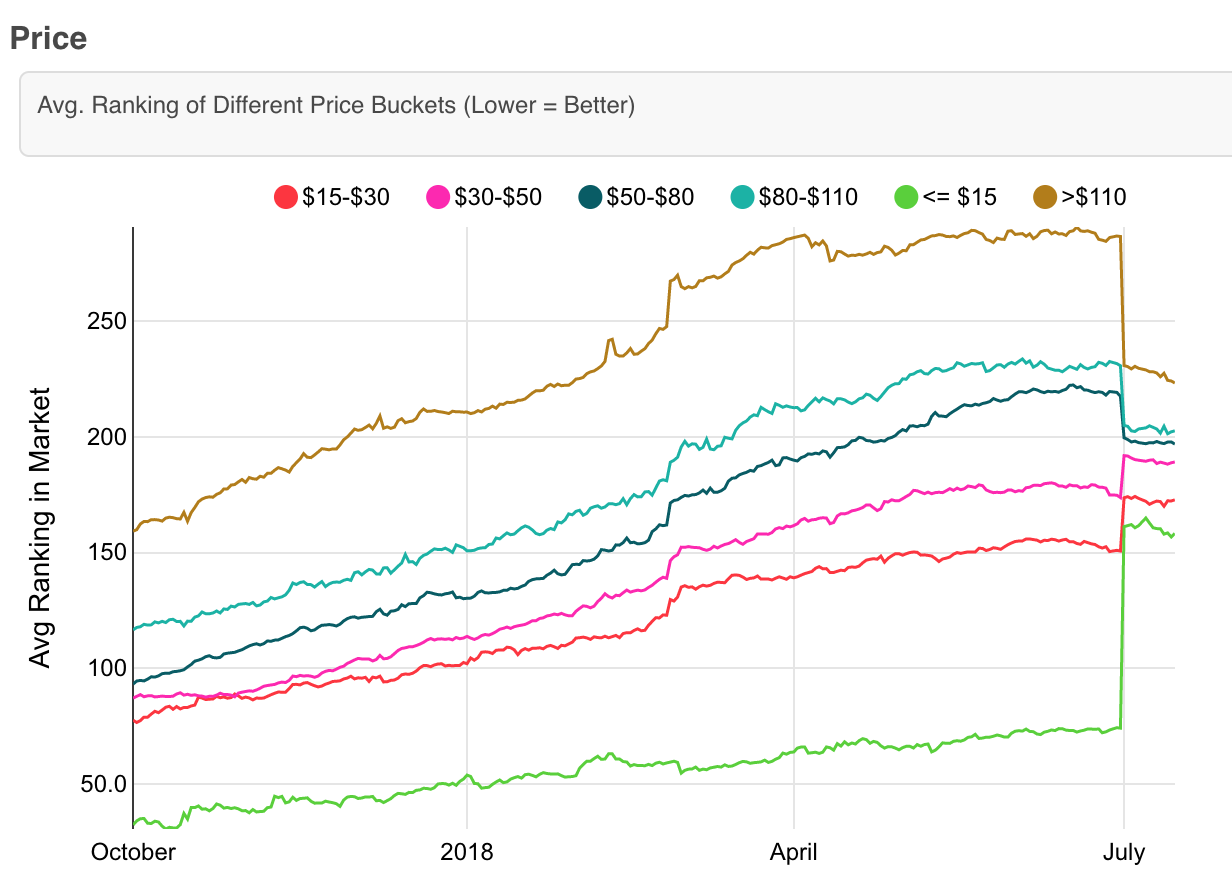 Price
Avg. Ranking of Different Price Buckets (Lower = Better)
$15-$30 $30-$50 $50-$80 $80-$110 <= $15 >$110
Avg Ranking in Market
250
200
150
100
50.0
October 2018 April July